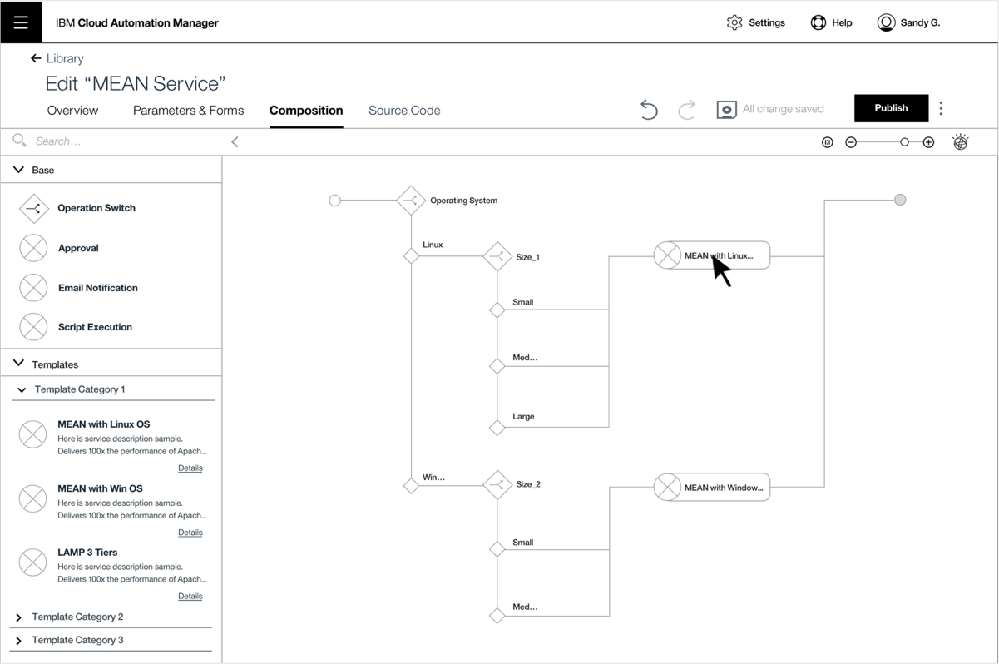 IBM Cloud Automation Manager
Settings
Help
Sandy G.
Library
Edit “MEAN Service”
Overview
Parameters & Forms
Composition
Source Code
All change saved
Publish
Search...
Base
Operation Switch
Approval
Email Notification
Script Execution
Templates
Template Category 1
MEAN with Linux OS
Here is service description sample.
Delivers 100x the performance of Apach...
Details
MEAN with Win OS
Here is service description sample.
Delivers 100x the performance of Apach...
Details
LAMP 3 Tiers
Here is service description sample.
Delivers 100x the performance of Apach...
Details
Template Category 2
Template Category 3
Operating System
Linux
Size_1
MEAN with Linux...
Small
Med...
Large
Win...
Size_2
MEAN with Window...
Small
Med...